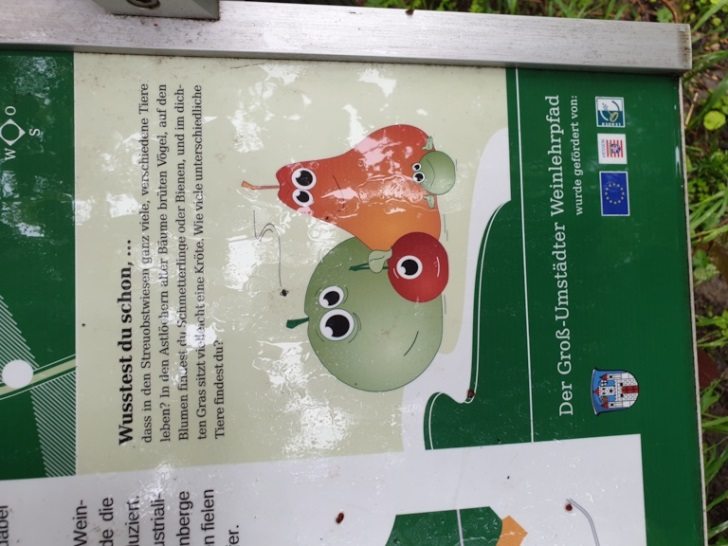 Wusstest du schon, ...
dass in den Streuobstwiesen ganz viele, verschiedene Tiere
leben? In den Astlöchern alter Bäume brüten Vögel, auf den
Blumen findest du Schmetterlinge oder Bienen, und im dich-
ten Gras sitzt vielleicht eine Kröte. Wie viele unterschiedliche
Tiere findest du?
Der Groß-Umstädter Weinlehrpfad
wurde gefördert von:
W O
S
Wein-
de die
uziert.
ustriali-
nberge
n fielen
er.